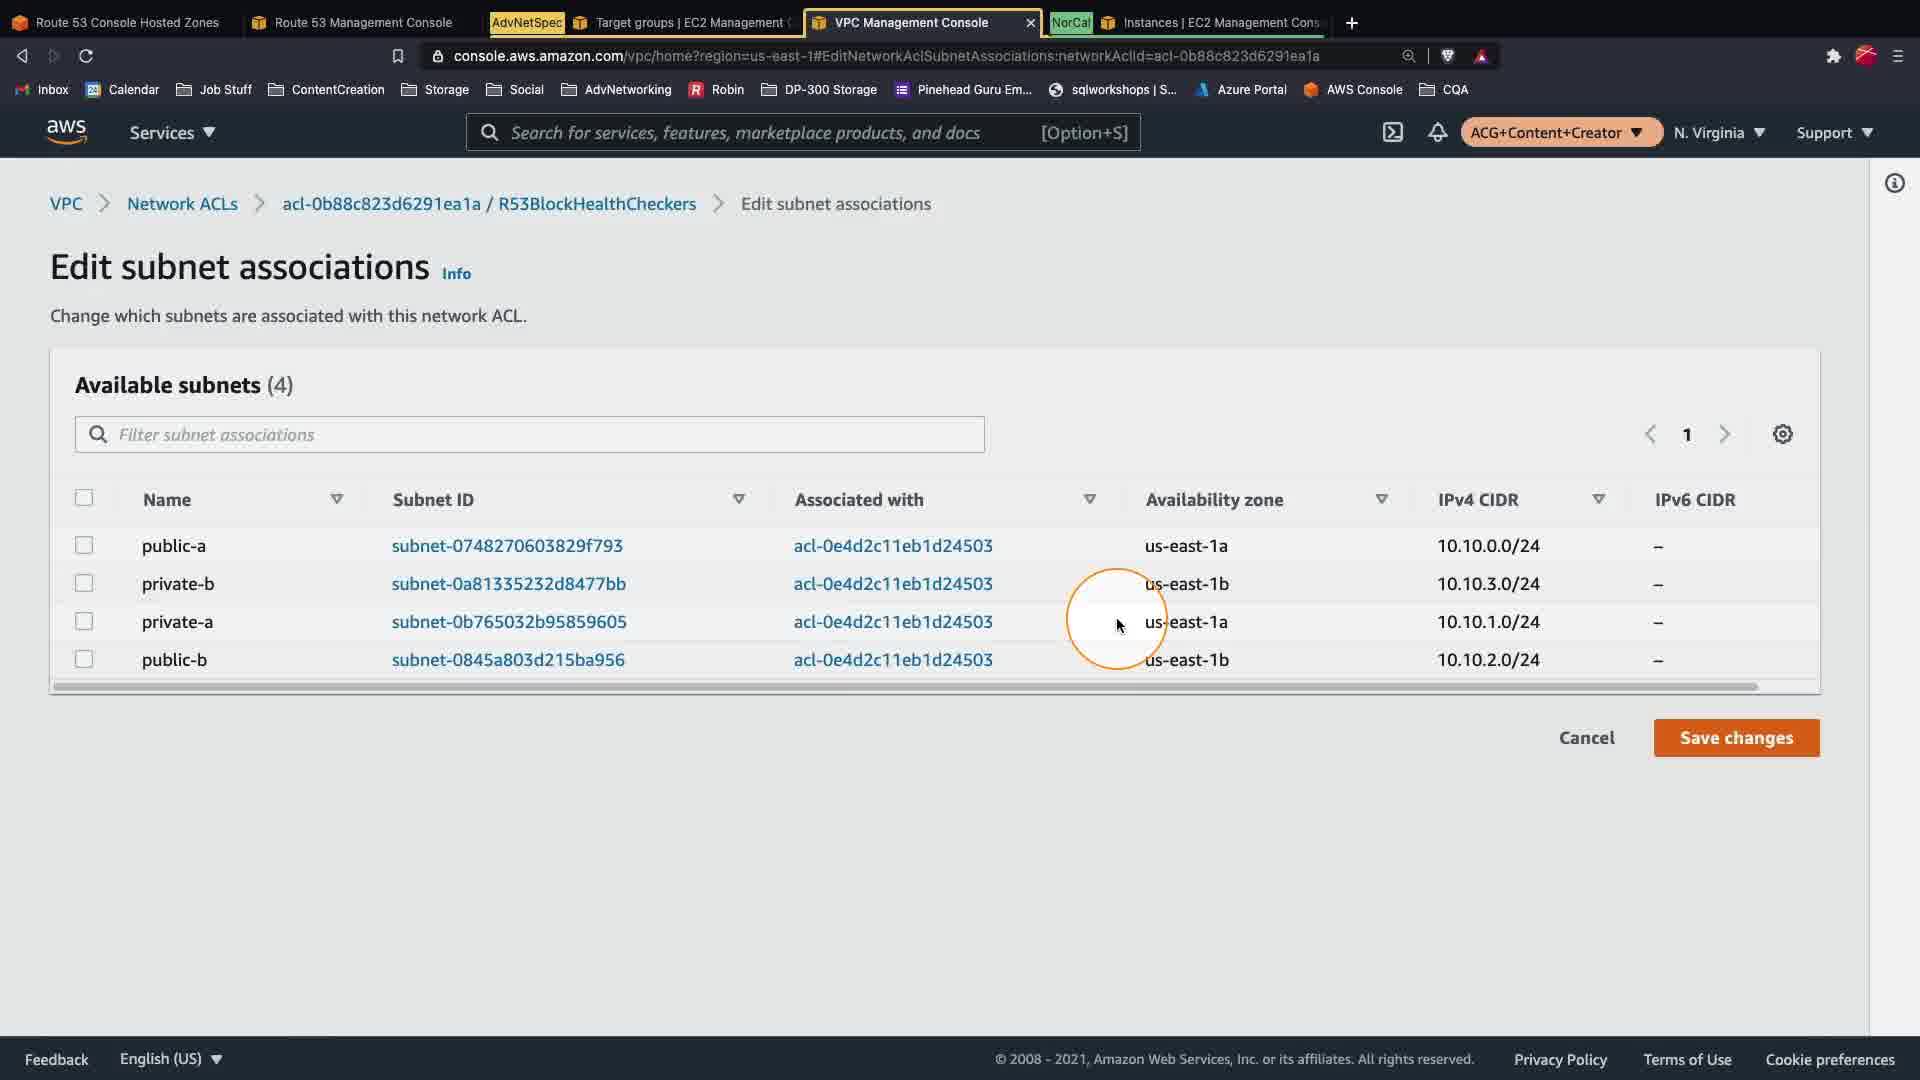 Route 53 Console Hosted Zones
Route 53 Management Console
AdvNetSpec
Target groups | EC2 Management C
VPC Management Console
NorCal
Instances | EC2 Management Cons
console.aws.amazon.com/vpc/home?region=us-east-1#EditNetworkAclSubnetAssociations:networkAclId=acl-0b88c823d6291ea1a
Inbox
Calendar
Job Stuff
ContentCreation
Storage
Social
AdvNetworking
Robin
DP-300 Storage
Pinehead Guru Em...
sqlworkshops | S...
Azure Portal
AWS Console
CQA
aws
Services
Search for services, features, marketplace products, and docs [Option+S]
ACG+Content+Creator
N. Virginia
Support
VPC
Network ACLs
acl-0b88c823d6291ea1a / R53BlockHealthCheckers
Edit subnet associations
Edit subnet associations Info
Change which subnets are associated with this network ACL.
Available subnets (4)
Filter subnet associations
1
Name Subnet ID Associated with Availability zone IPv4 CIDR IPv6 CIDR
public-a subnet-0748270603829f793 acl-0e4d2c11eb1d24503 us-east-1a 10.10.0.0/24 –
private-b subnet-0a81335232d8477bb acl-0e4d2c11eb1d24503 us-east-1b 10.10.3.0/24 –
private-a subnet-0b765032b95859605 acl-0e4d2c11eb1d24503 us-east-1a 10.10.1.0/24 –
public-b subnet-0845a803d215ba956 acl-0e4d2c11eb1d24503 us-east-1b 10.10.2.0/24 –
Cancel
Save changes
Feedback
English (US)
© 2008 - 2021, Amazon Web Services, Inc. or its affiliates. All rights reserved.
Privacy Policy
Terms of Use
Cookie preferences